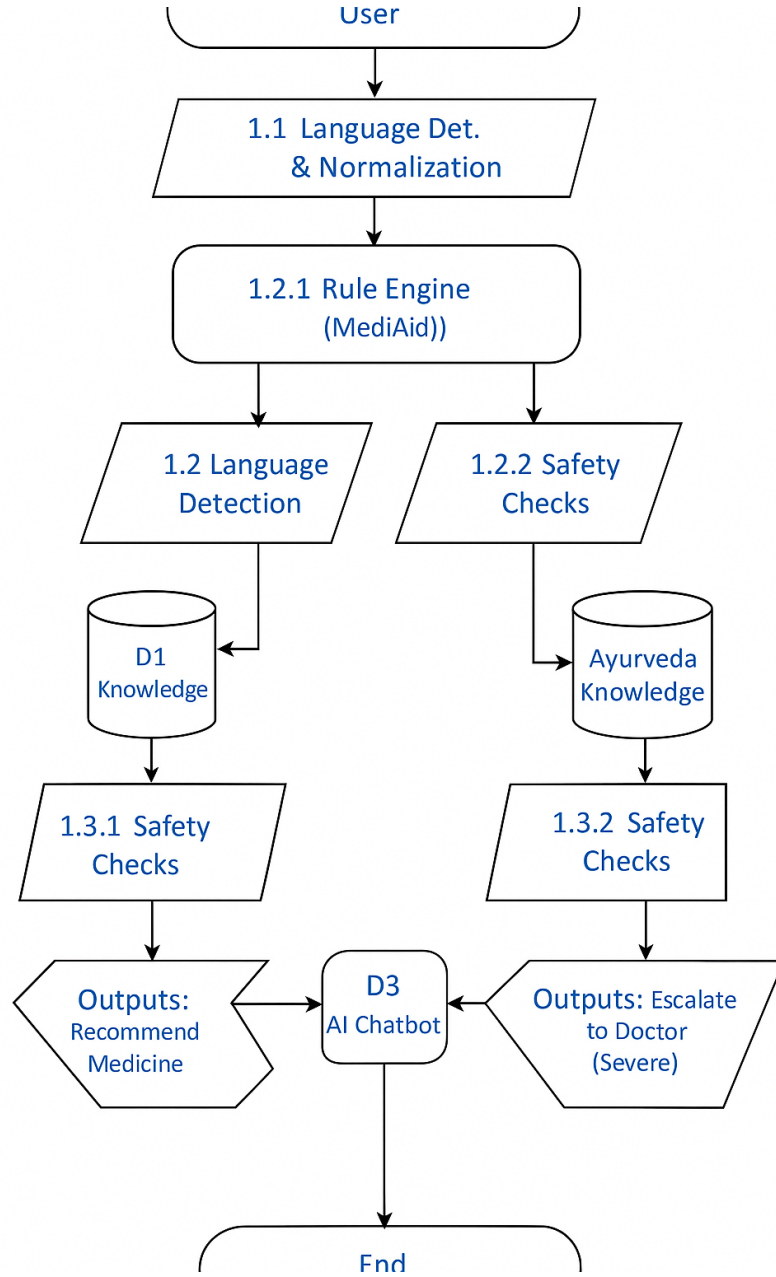 User
1.1 Language Det.
& Normalization
1.2.1 Rule Engine
(MediAid))
1.2 Language
Detection
1.2.2 Safety
Checks
D1
Knowledge
Ayurveda
Knowledge
1.3.1 Safety
Checks
1.3.2 Safety
Checks
Outputs:
Recommend
Medicine
D3
AI Chatbot
Outputs: Escalate
to Doctor
(Severe)
End